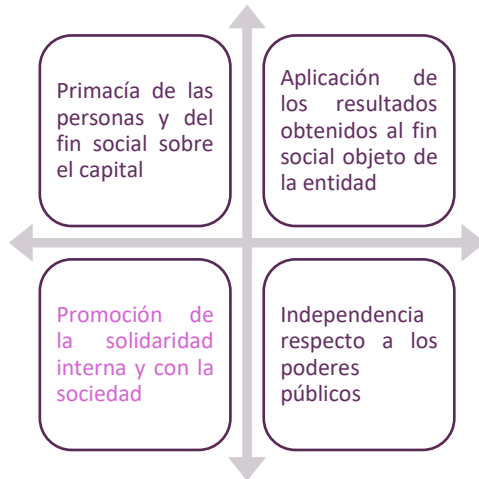 Primacía de las
personas y del
fin social sobre
el capital
Aplicación de
los resultados
obtenidos al fin
social objeto de
la entidad
Promoción de
la solidaridad
interna y con la
sociedad
Independencia
respecto a los
poderes
públicos